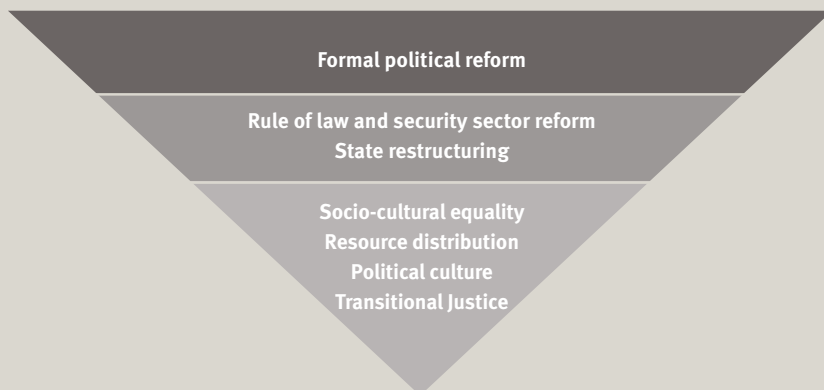 Formal political reform
Rule of law and security sector reform
State restructuring
Socio-cultural equality
Resource distribution
Political culture
Transitional Justice